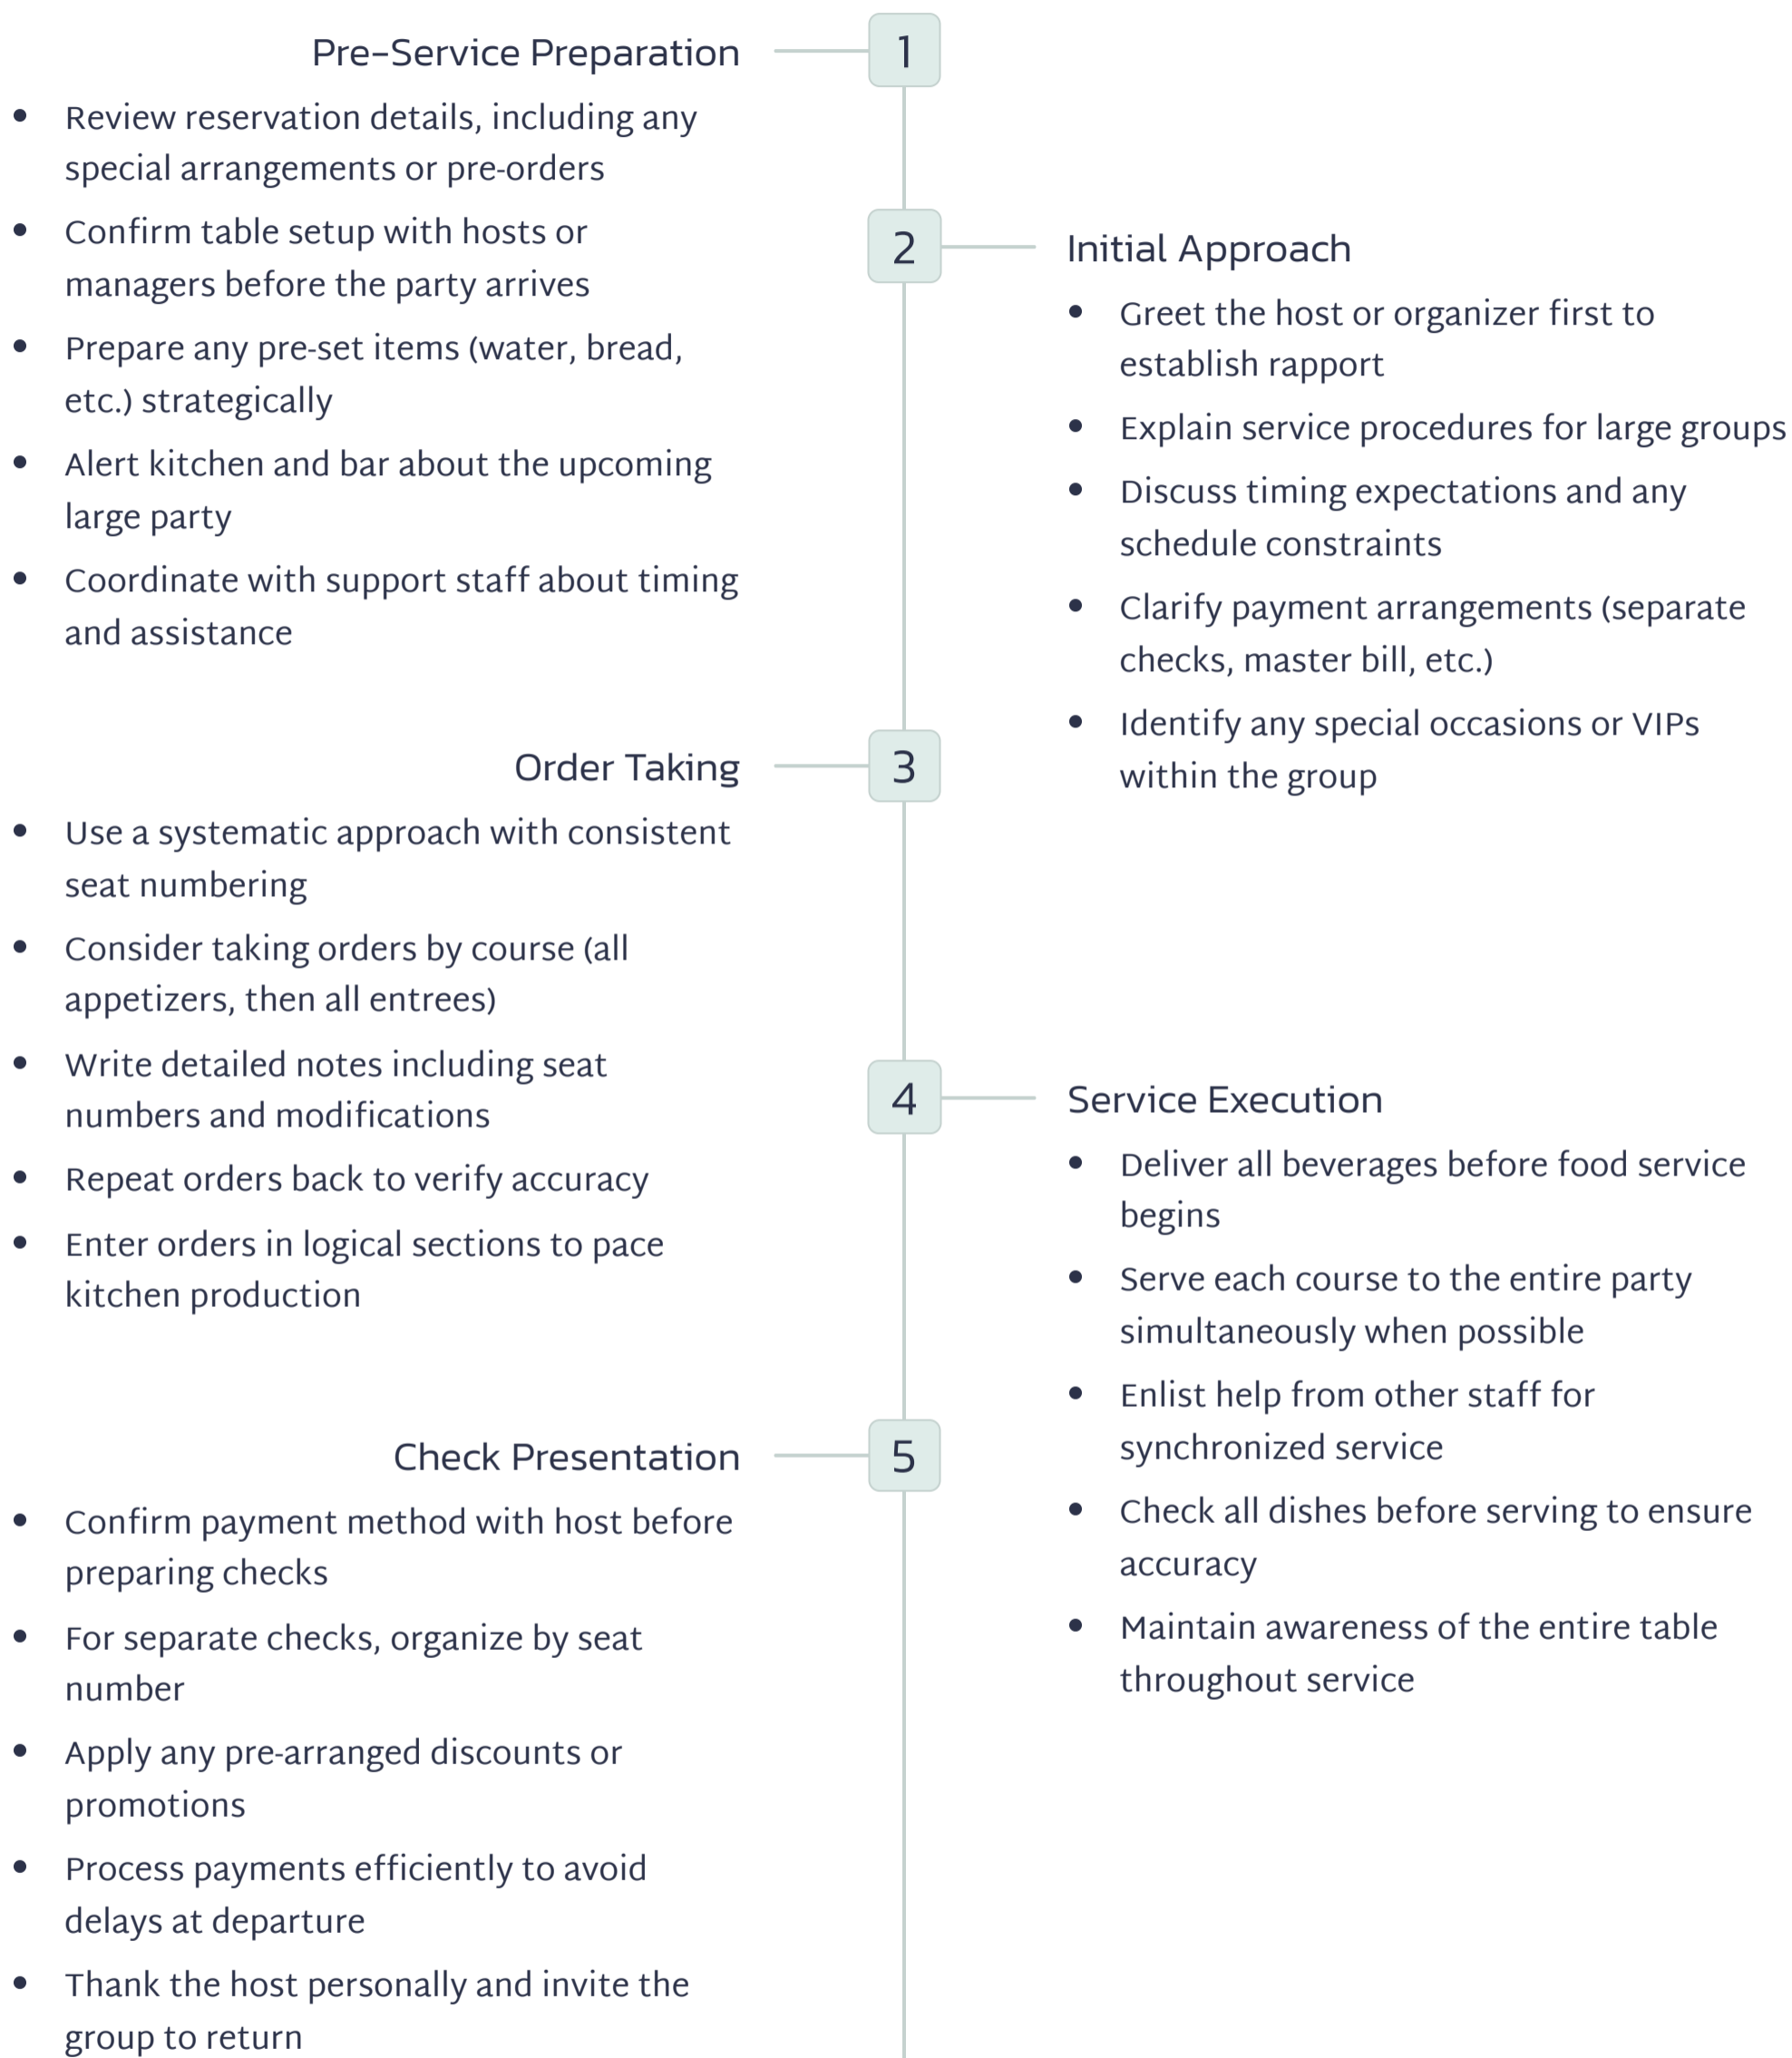 Pre-Service Preparation
1
• Review reservation details, including any
special arrangements or pre-orders
• Confirm table setup with hosts or
managers before the party arrives
• Prepare any pre-set items (water, bread,
etc.) strategically
• Alert kitchen and bar about the upcoming
large party
• Coordinate with support staff about timing
and assistance
2
Initial Approach
• Greet the host or organizer first to
establish rapport
• Explain service procedures for large groups
• Discuss timing expectations and any
schedule constraints
• Clarify payment arrangements (separate
checks, master bill, etc.)
• Identify any special occasions or VIPs
within the group
Order Taking
3
• Use a systematic approach with consistent
seat numbering
• Consider taking orders by course (all
appetizers, then all entrees)
• Write detailed notes including seat
numbers and modifications
• Repeat orders back to verify accuracy
• Enter orders in logical sections to pace
kitchen production
4
Service Execution
• Deliver all beverages before food service
begins
• Serve each course to the entire party
simultaneously when possible
• Enlist help from other staff for
synchronized service
• Check all dishes before serving to ensure
accuracy
• Maintain awareness of the entire table
throughout service
Check Presentation
5
• Confirm payment method with host before
preparing checks
• For separate checks, organize by seat
number
• Apply any pre-arranged discounts or
promotions
• Process payments efficiently to avoid
delays at departure
• Thank the host personally and invite the
group to return